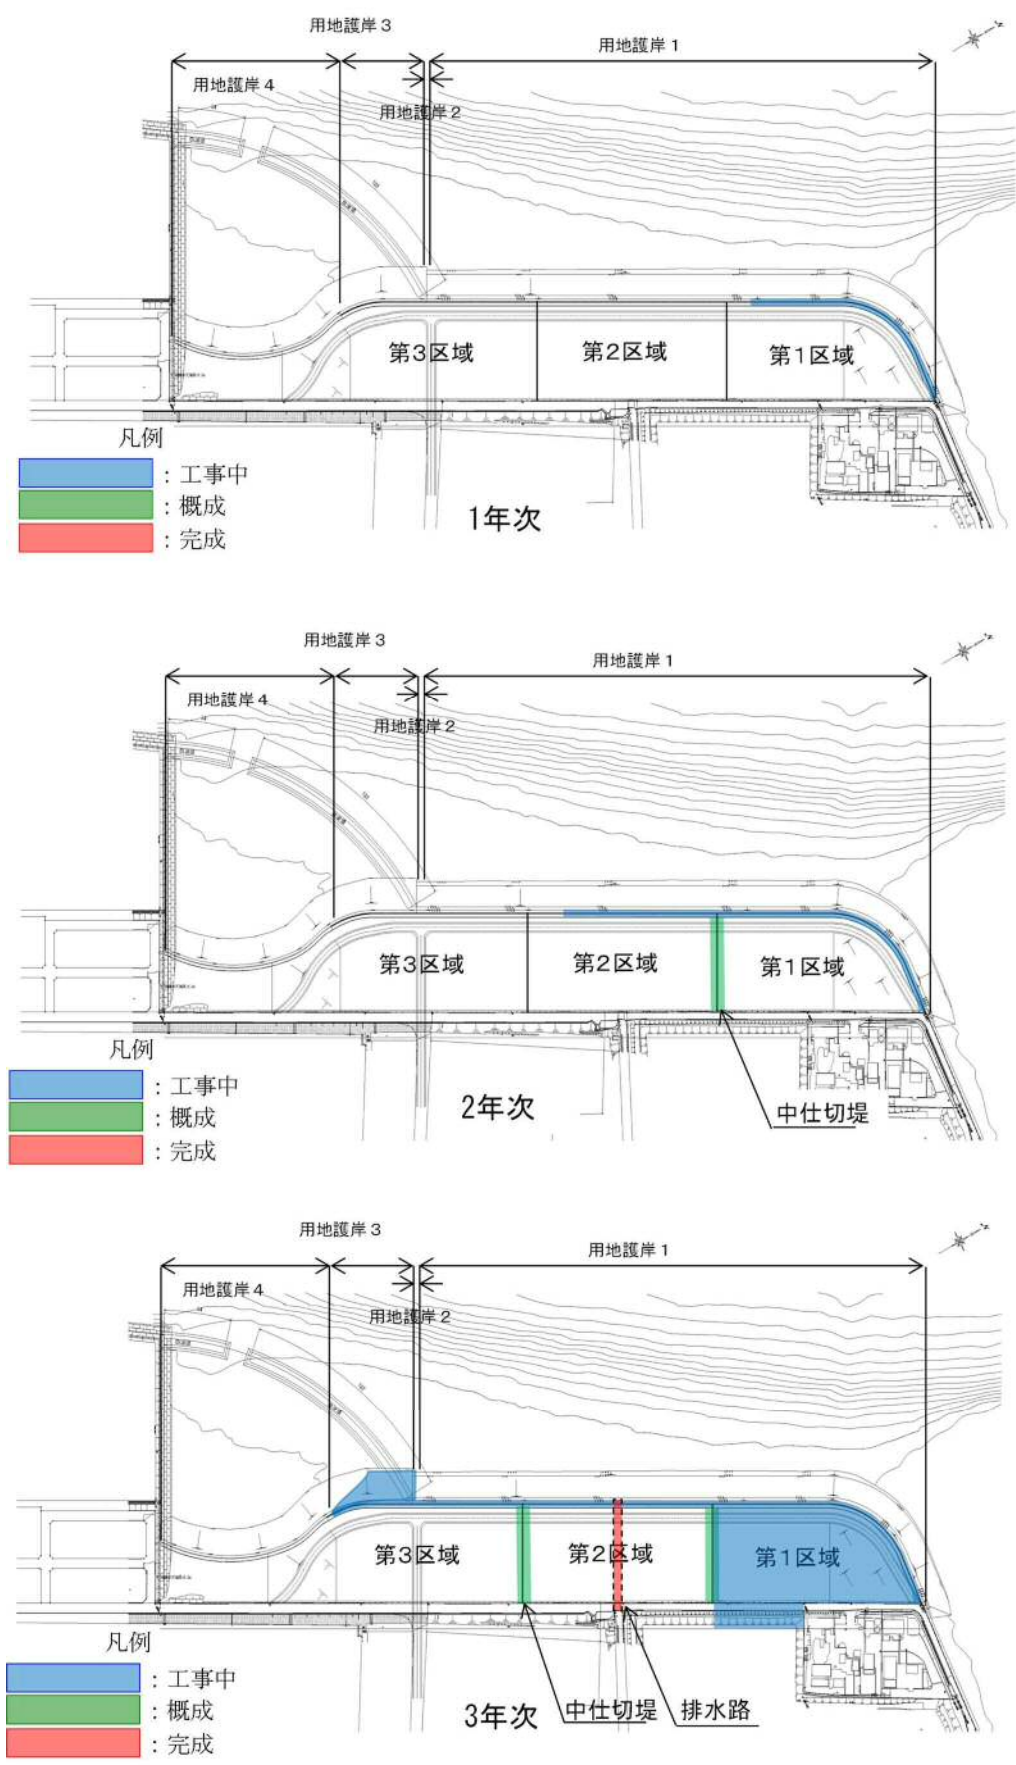 用地護岸3
用地護岸1
用地護岸4
用地護岸2
第3区域
第2区域
第1区域
凡例
：工事中
：概成
：完成
1年次
用地護岸3
用地護岸1
用地護岸4
用地護岸2
第3区域
第2区域
第1区域
凡例
：工事中
：概成
：完成
2年次
中仕切堤
用地護岸3
用地護岸1
用地護岸4
用地護岸2
第3区域
第2区域
第1区域
凡例
：工事中
：概成
：完成
3年次
中仕切堤
排水路